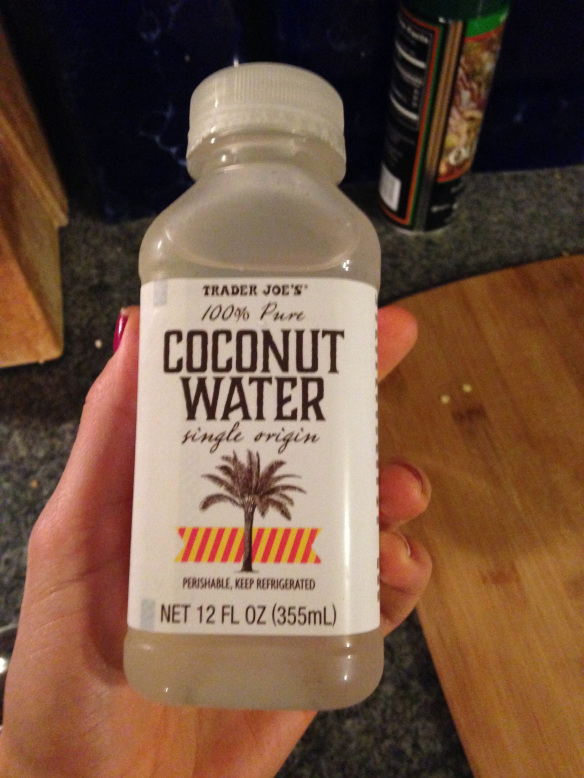 TRADER JOE'S®
100% Pure
COCONUT
WATER
single origin
PERISHABLE, KEEP REFRIGERATED
NET 12 FL OZ (355mL)